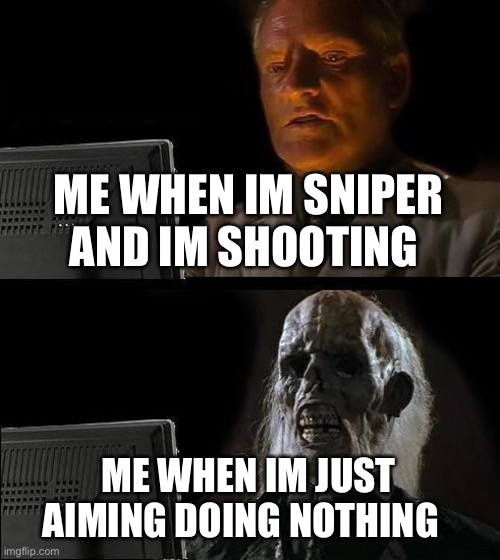 ME WHEN IM SNIPER
AND IM SHOOTING
ME WHEN IM JUST
AIMING DOING NOTHING
imgflip.com